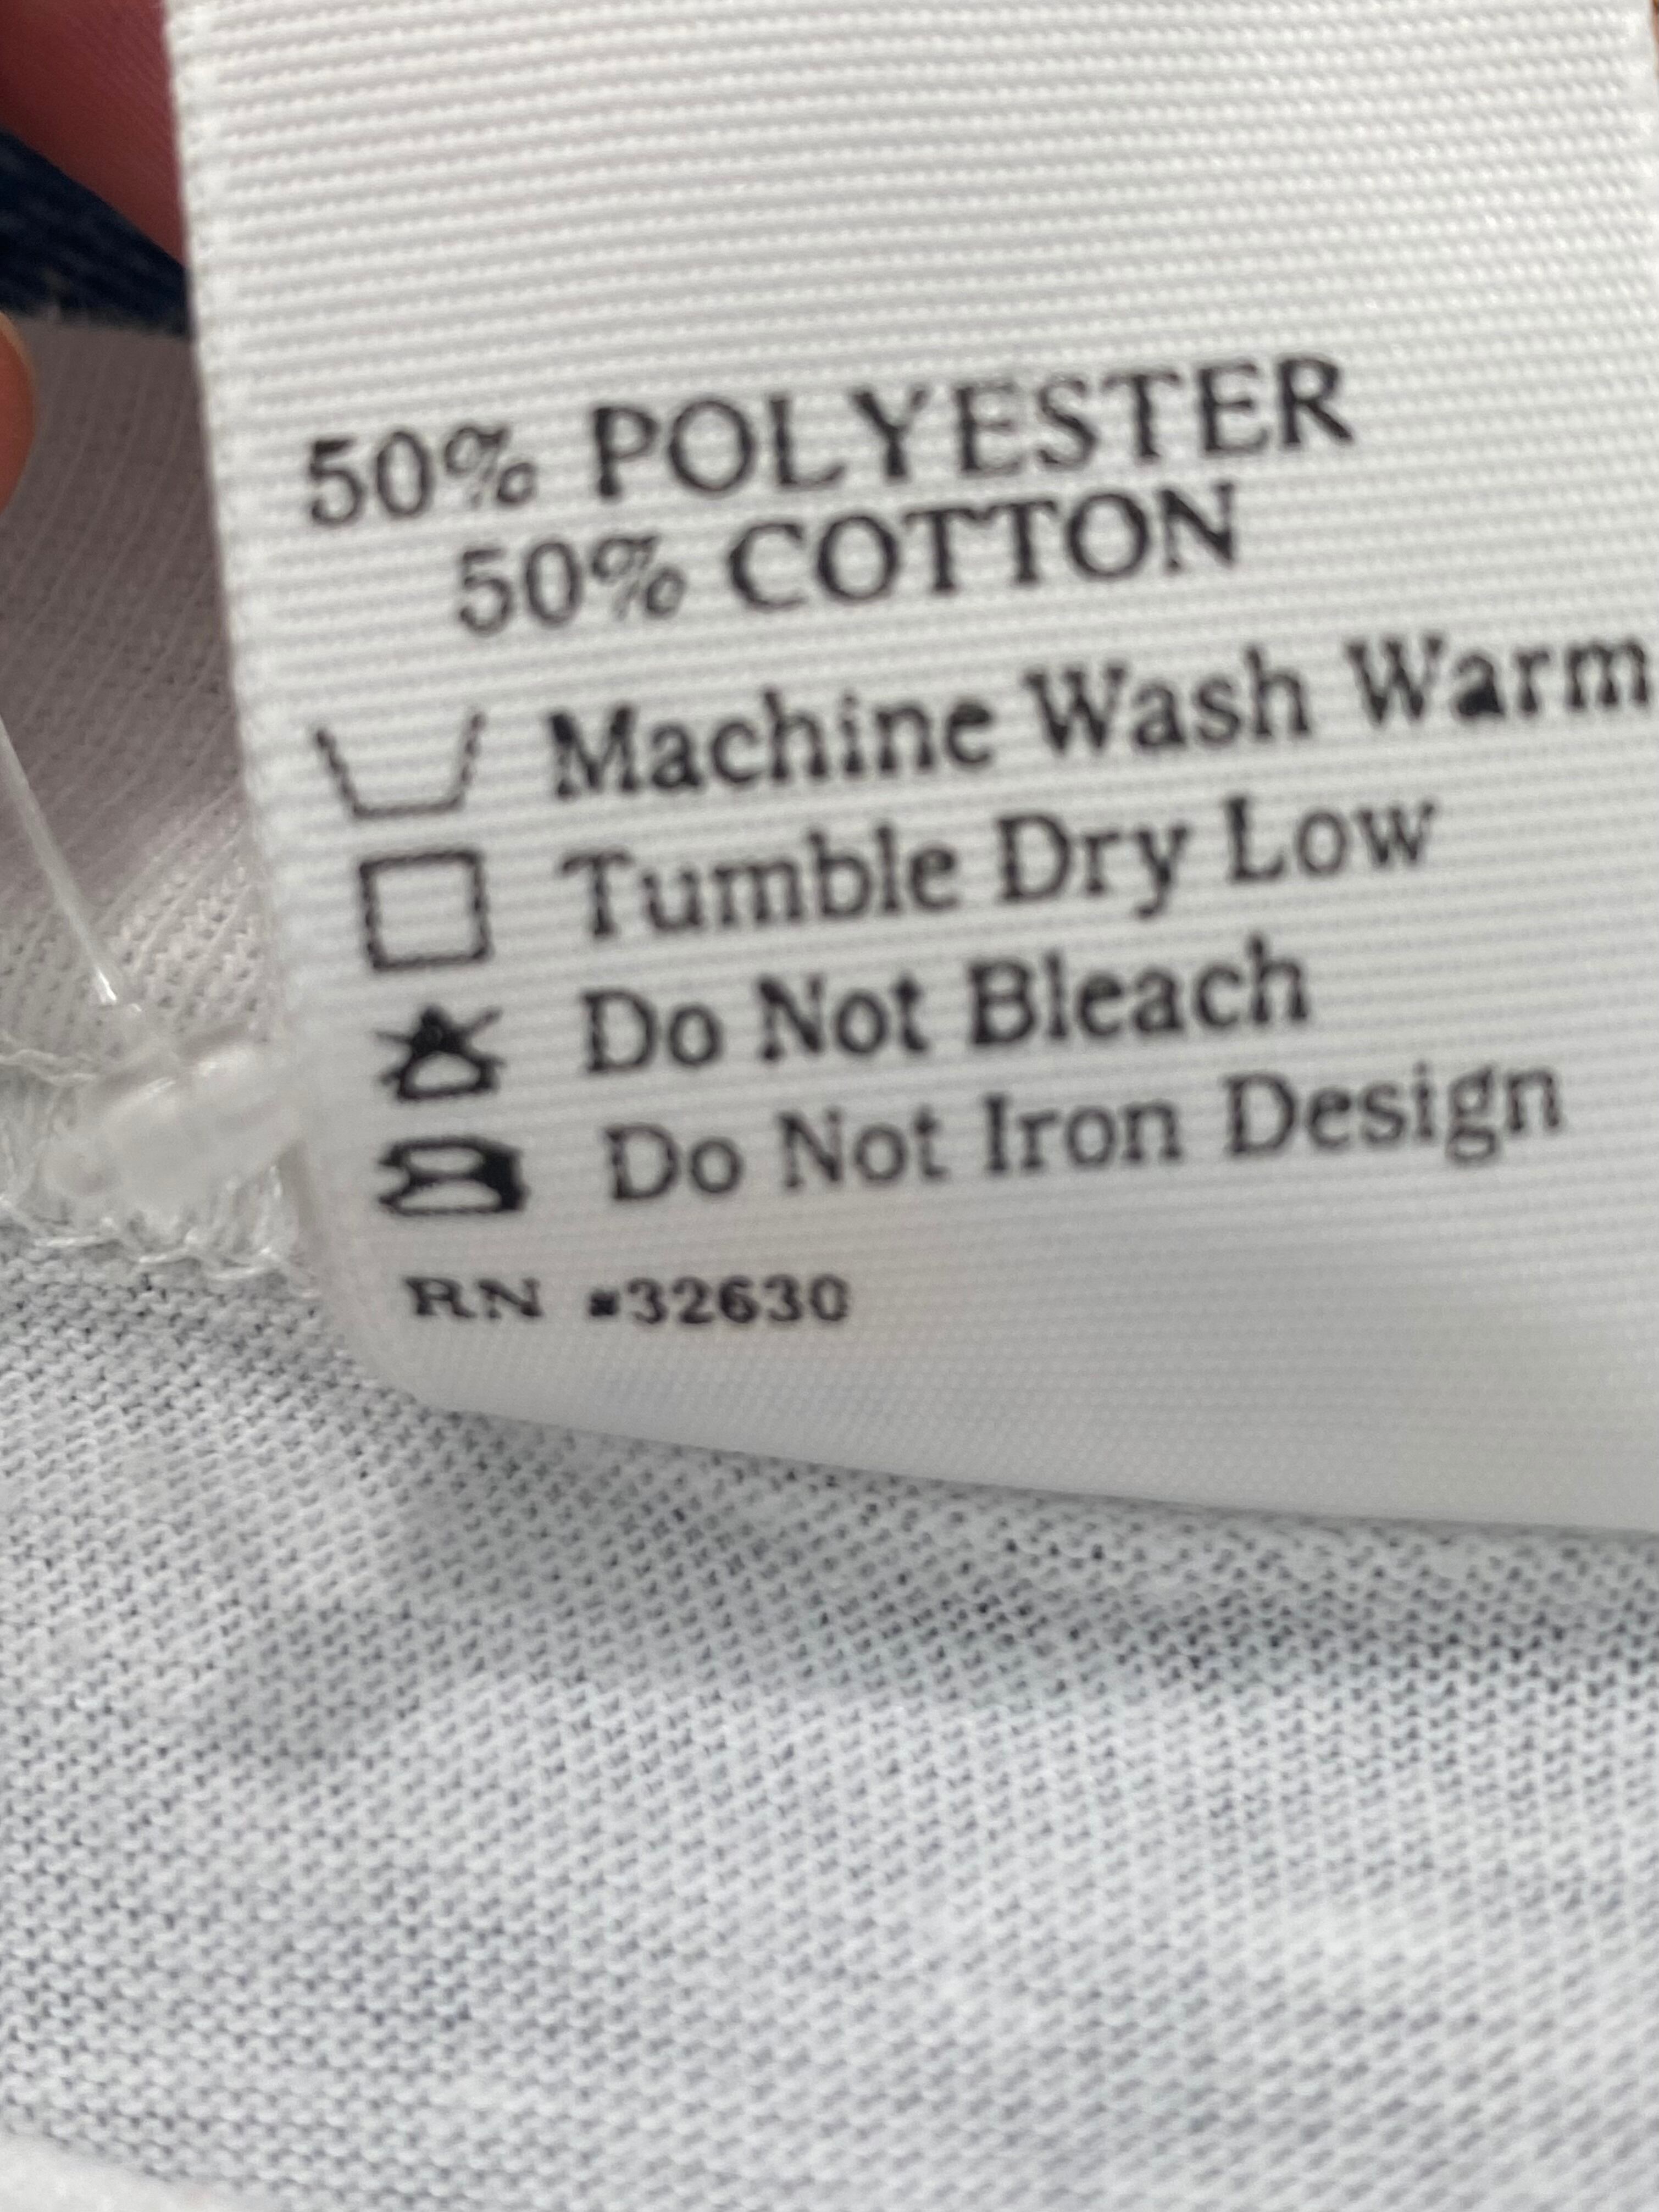 50% POLYESTER
50% COTTON
Machine Wash Warm
Tumble Dry Low
Do Not Bleach
Do Not Iron Design
RN #32630